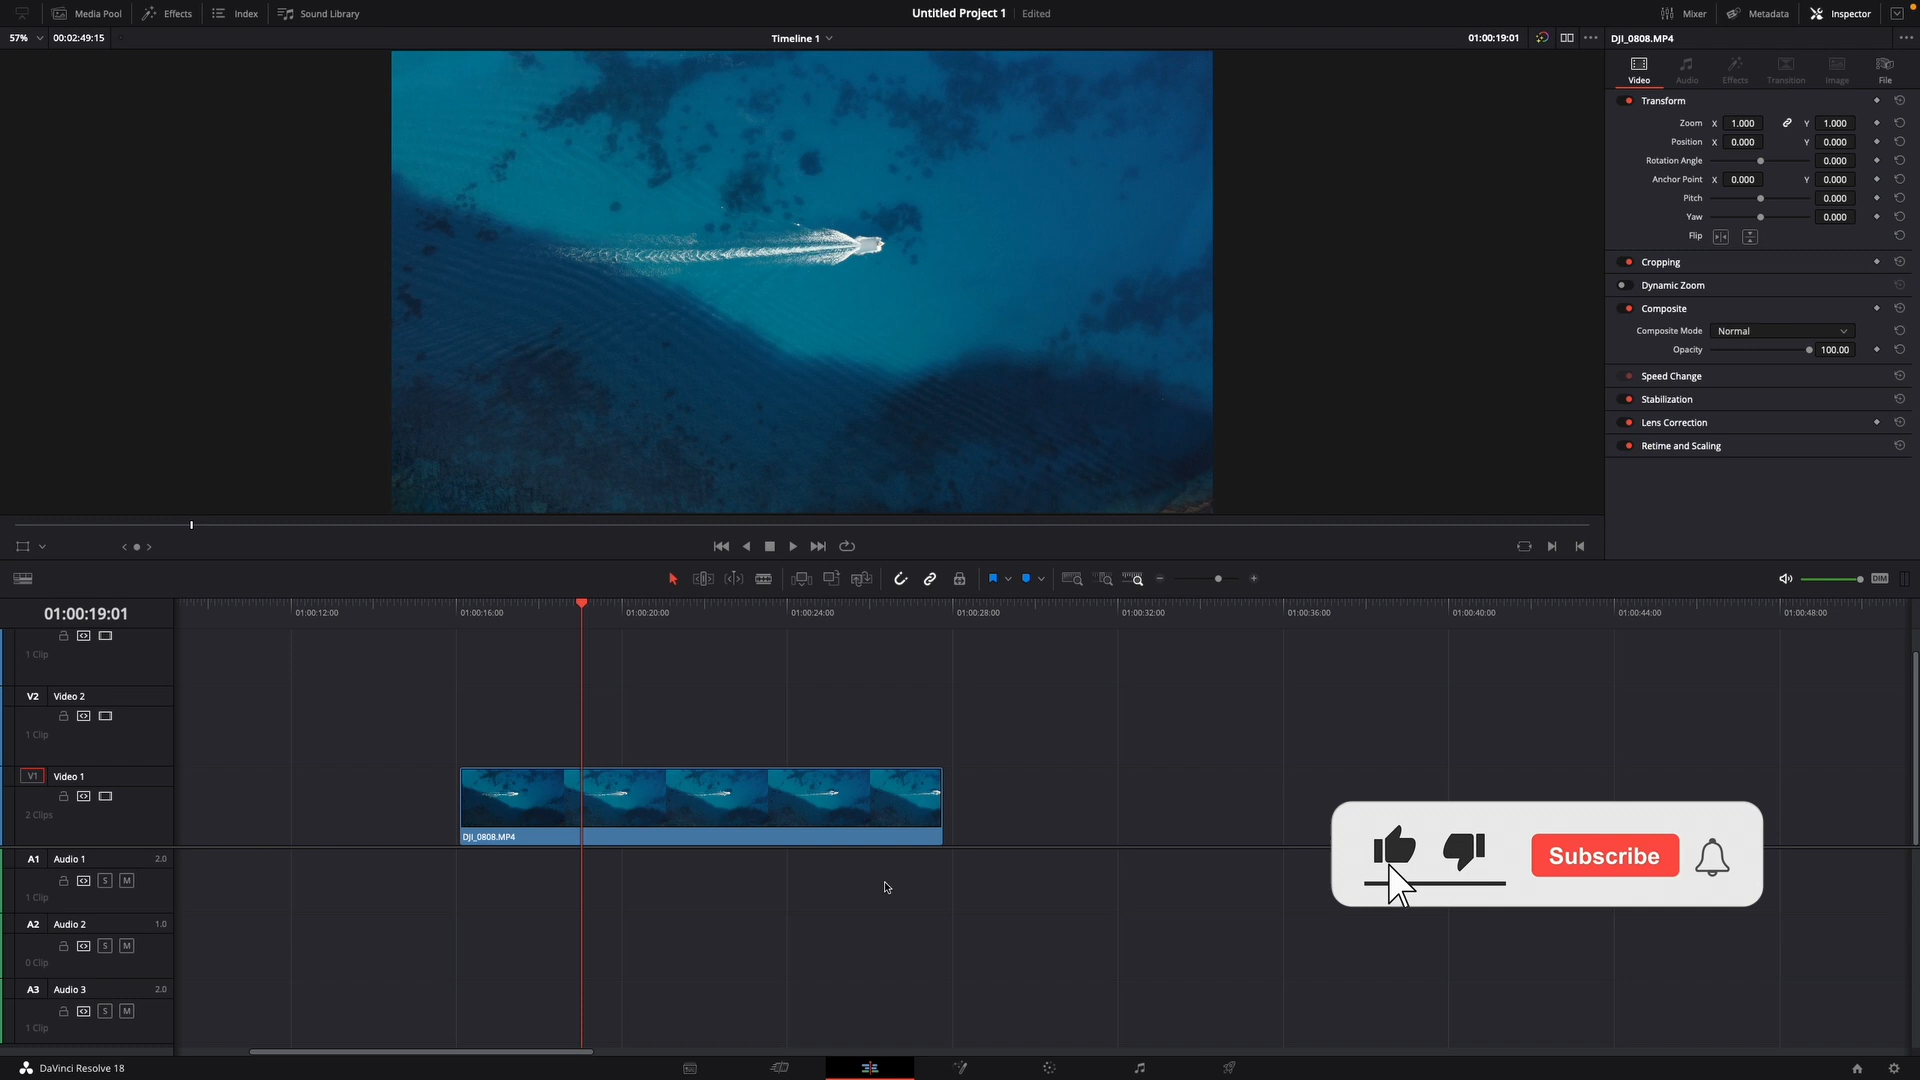 Media Pool Effects Index Sound Library Untitled Project 1 Edited Mixer Metadata Inspector
57% 00:02:49:15 Timeline 1 01:00:19:01 DJI_0808.MP4
Video Audio Effects Transition Image File
Transform
Zoom X 1.000 Y 1.000
Position X 0.000 Y 0.000
Rotation Angle 0.000
Anchor Point X 0.000 Y 0.000
Pitch 0.000
Yaw 0.000
Flip
Cropping
Dynamic Zoom
Composite
Composite Mode Normal
Opacity 100.00
Speed Change
Stabilization
Lens Correction
Retime and Scaling
DIM
01:00:19:01 01:00:12:00 01:00:16:00 01:00:20:00 01:00:24:00 01:00:28:00 01:00:32:00 01:00:36:00 01:00:40:00 01:00:44:00 01:00:48:00
1 Clip
V2 Video 2
1 Clip
V1 Video 1
2 Clips
DJI_0808.MP4
A1 Audio 1 2.0
S M
1 Clip
A2 Audio 2 1.0
S M
0 Clip
A3 Audio 3 2.0
S M
1 Clip
Subscribe
DaVinci Resolve 18